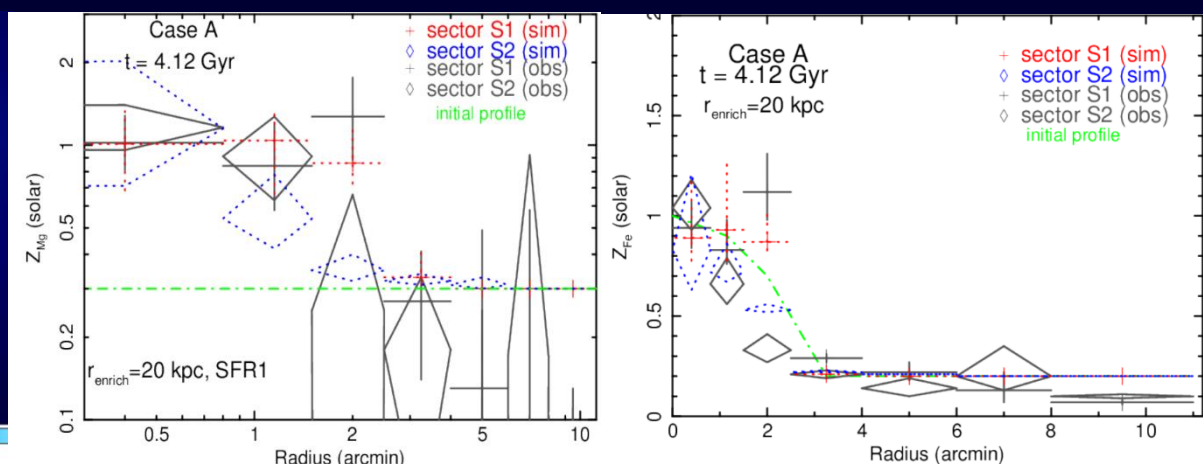 Case A
t = 4.12 Gyr
sector S1 (sim)
sector S2 (sim)
sector S1 (obs)
sector S2 (obs)
initial profile
r_enrich=20 kpc, SFR1
Z_Mg (solar)
2
1
0.5
0.2
0.1
0.5 1 2 5 10
Radius (arcmin)
Case A
t = 4.12 Gyr
r_enrich=20 kpc
sector S1 (sim)
sector S2 (sim)
sector S1 (obs)
sector S2 (obs)
initial profile
Z_Fe (solar)
2
1.5
1
0.5
0
0 2 4 6 8 10
Radius (arcmin)